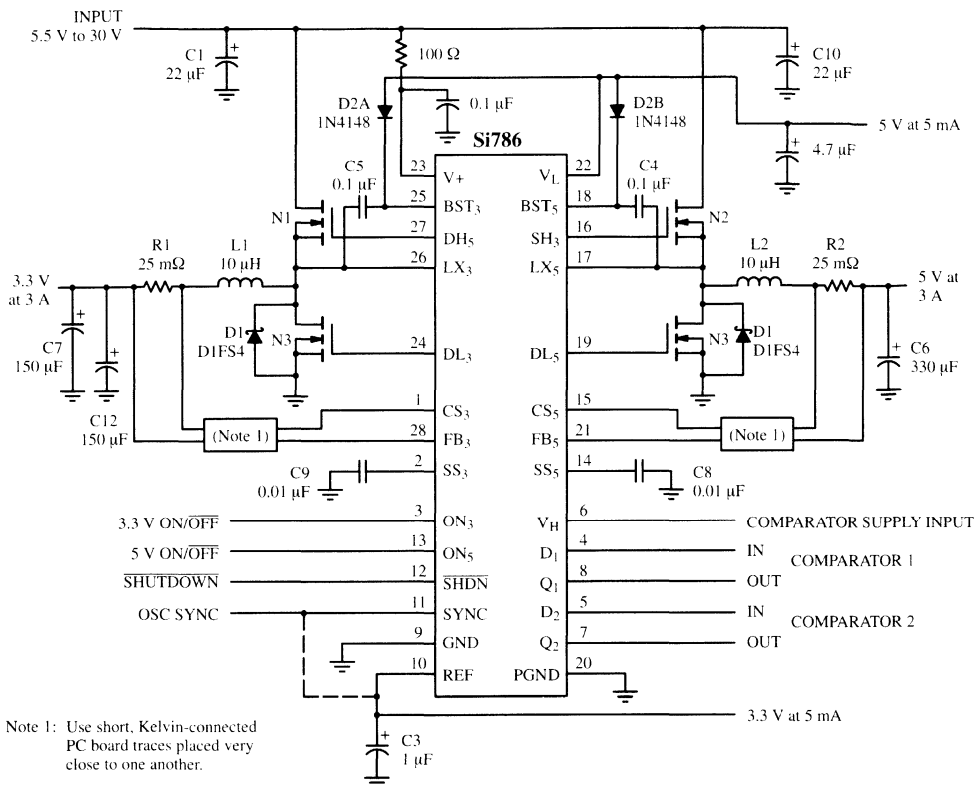 INPUT
5.5 V to 30 V
C1
22 µF
100 Ω
C10
22 µF
D2A
1N4148
0.1 µF
D2B
1N4148
5 V at 5 mA
4.7 µF
Si786
C5
0.1 µF
C4
0.1 µF
23
V+
22
VL
25
BST3
18
BST5
N1
N2
27
DH5
16
SH3
R1
25 mΩ
L1
10 µH
26
LX3
17
LX5
L2
10 µH
R2
25 mΩ
3.3 V
at 3 A
5 V
at
3 A
C7
150 µF
D1
D1FS4
N3
24
DL3
19
DL5
N3
D1
D1FS4
C6
330 µF
C12
150 µF
1
CS3
15
CS5
(Note 1)
28
FB3
21
FB5
(Note 1)
C9
0.01 µF
2
SS3
14
SS5
C8
0.01 µF
3.3 V ON/OFF
3
ON3
6
VH
COMPARATOR SUPPLY INPUT
5 V ON/OFF
13
ON5
4
D1
IN
COMPARATOR 1
SHUTDOWN
12
SHDN
8
Q1
OUT
OSC SYNC
11
SYNC
5
D2
IN
COMPARATOR 2
9
GND
7
Q2
OUT
10
REF
20
PGND
3.3 V at 5 mA
C3
1 µF
Note 1: Use short, Kelvin-connected
PC board traces placed very
close to one another.